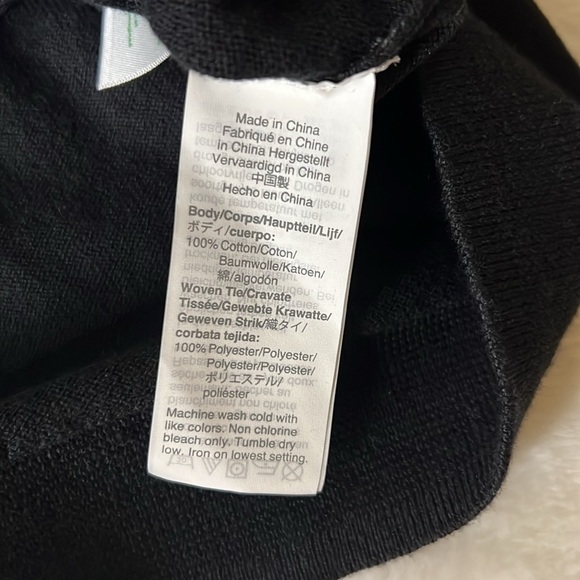 Made in China
Fabriqué en Chine
in China Hergestellt
Vervaardigd in China
中国製
Hecho en China
Body/Corps/Hauptteil/Lijf/
ボディ/cuerpo:
100% Cotton/Coton/
Baumwolle/Katoen/
綿/algodón
Woven Tie/Cravate
Tissée/Gewebte Krawatte/
Geweven Strik/織タイ/
corbata tejida:
100% Polyester/Polyester/
Polyester/Polyester/
ポリエステル/
poliéster
Machine wash cold with
like colors. Non chlorine
bleach only. Tumble dry
low. Iron on lowest setting.